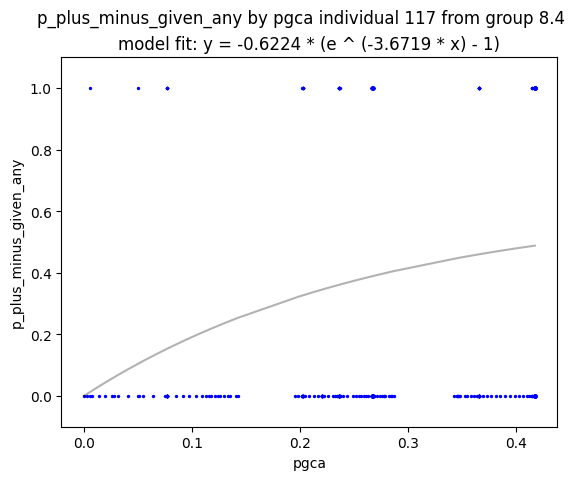 p_plus_minus_given_any by pgca individual 117 from group 8.4
model fit: y = -0.6224 * (e ^ (-3.6719 * x) - 1)
1.0
0.8
0.6
0.4
0.2
0.0
p_plus_minus_given_any
0.0 0.1 0.2 0.3 0.4
pgca